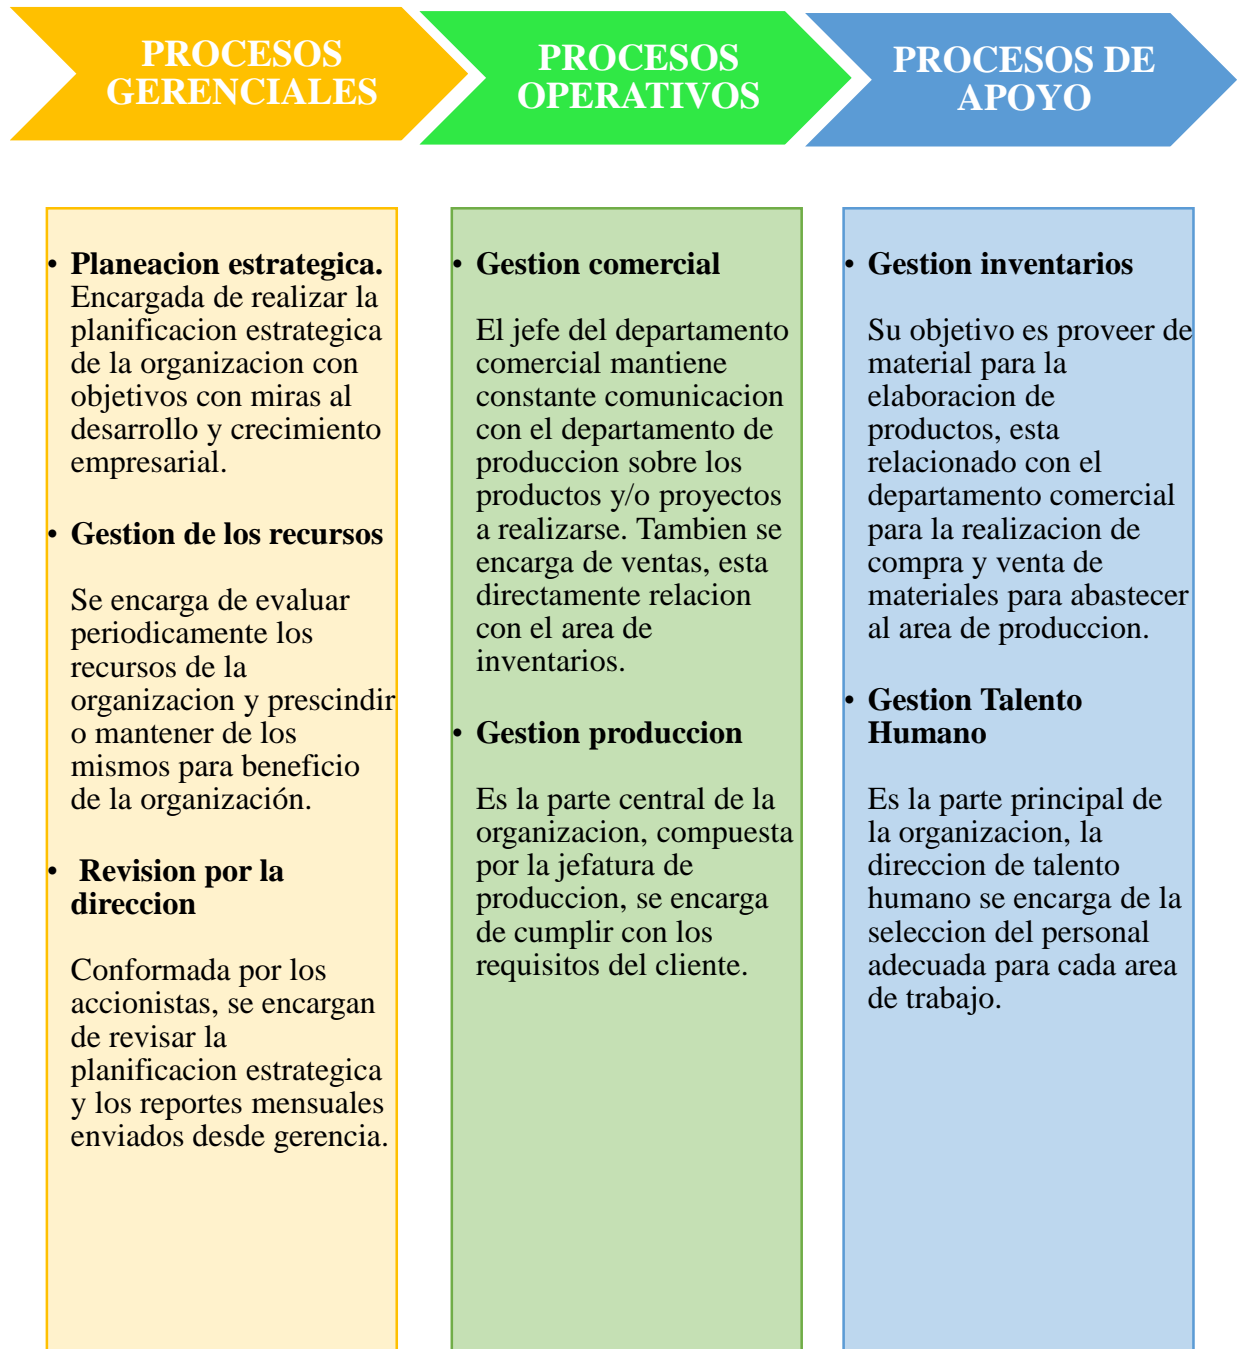 PROCESOS
GERENCIALES
PROCESOS
OPERATIVOS
PROCESOS DE
APOYO
• Planeacion estrategica.
Encargada de realizar la
planificacion estrategica
de la organizacion con
objetivos con miras al
desarrollo y crecimiento
empresarial.
• Gestion de los recursos
Se encarga de evaluar
periodicamente los
recursos de la
organizacion y prescindir
o mantener de los
mismos para beneficio
de la organización.
• Revision por la
direccion
Conformada por los
accionistas, se encargan
de revisar la
planificacion estrategica
y los reportes mensuales
enviados desde gerencia.
• Gestion comercial
El jefe del departamento
comercial mantiene
constante comunicacion
con el departamento de
produccion sobre los
productos y/o proyectos
a realizarse. Tambien se
encarga de ventas, esta
directamente relacion
con el area de
inventarios.
• Gestion produccion
Es la parte central de la
organizacion, compuesta
por la jefatura de
produccion, se encarga
de cumplir con los
requisitos del cliente.
• Gestion inventarios
Su objetivo es proveer de
material para la
elaboracion de
productos, esta
relacionado con el
departamento comercial
para la realizacion de
compra y venta de
materiales para abastecer
al area de produccion.
• Gestion Talento
Humano
Es la parte principal de
la organizacion, la
direccion de talento
humano se encarga de la
seleccion del personal
adecuada para cada area
de trabajo.